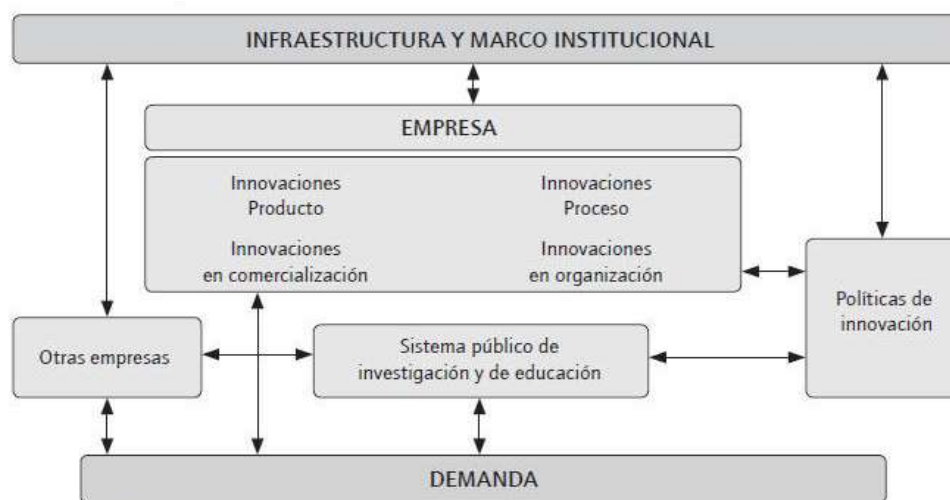 INFRAESTRUCTURA Y MARCO INSTITUCIONAL
EMPRESA
Innovaciones
Producto
Innovaciones
Proceso
Innovaciones
en comercialización
Innovaciones
en organización
Políticas de
innovación
Otras empresas
Sistema público de
investigación y de educación
DEMANDA